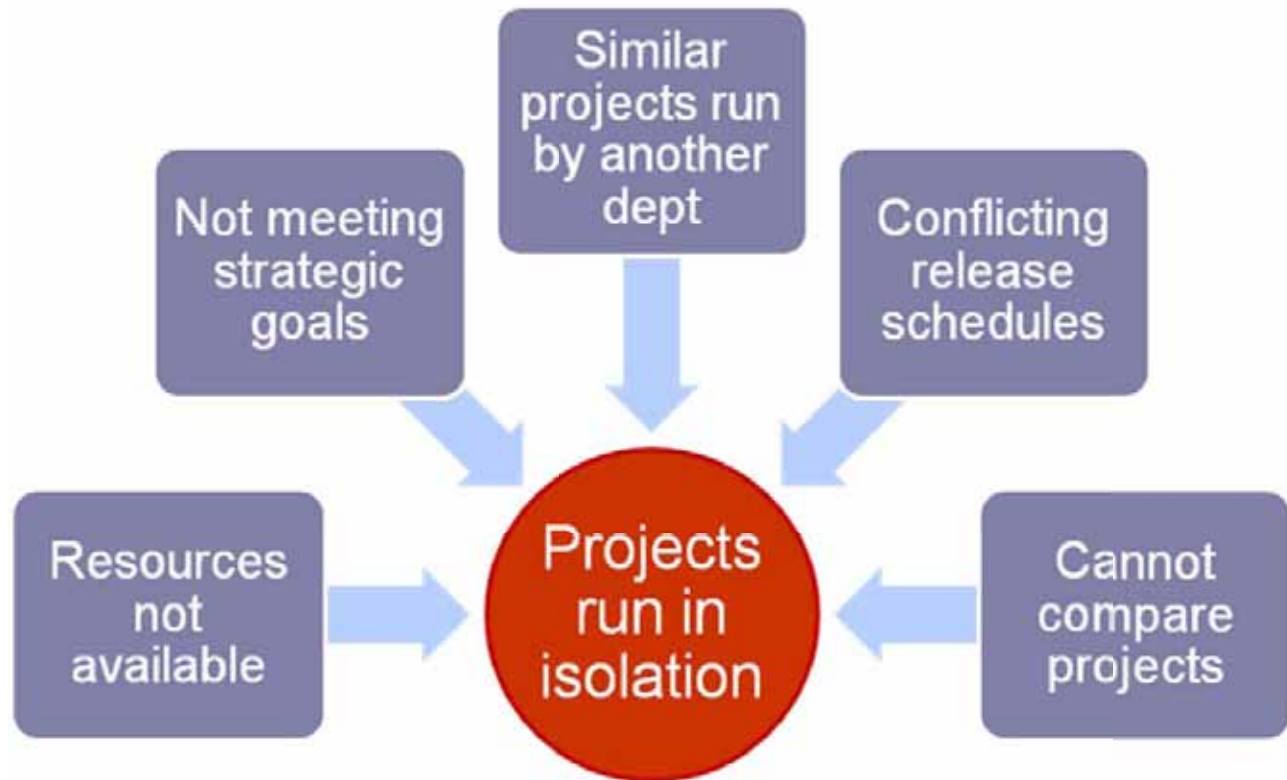 Similar
projects run
by another
dept
Not meeting
strategic
goals
Conflicting
release
schedules
Resources
not
available
Projects
run in
isolation
Cannot
compare
projects